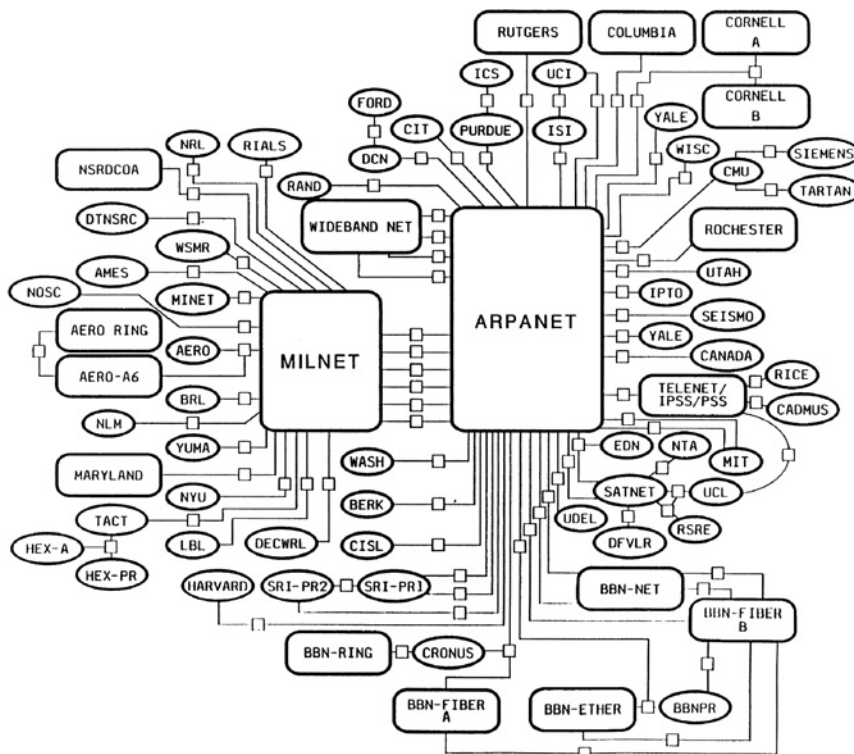 RUTGERS
COLUMBIA
CORNELL
A
ICS
UCI
CORNELL
B
FORD
CIT
PURDUE
ISI
YALE
WISC
SIEMENS
CMU
TARTAN
NRL
RIALS
DCN
NSRDCOA
RAND
WIDEBAND NET
ROCHESTER
DTNSRC
WSMR
AMES
UTAH
NOSC
MINET
IPTO
SEISMO
AERO RING
ARPANET
YALE
AERO
MILNET
CANADA
AERO-A6
TELENET/
IPSS/PSS
RICE
CADMUS
BRL
NLM
YUMA
EDN
NTA
MIT
WASH
MARYLAND
NYU
SATNET
UCL
BERK
UDEL
RSRE
TACT
DFVLR
HEX-A
LBL
DECWRL
CISL
HEX-PR
HARVARD
SRI-PR2
SRI-PR1
BBN-NET
BBN-FIBER
B
BBN-RING
CRONUS
BBN-FIBER
A
BBN-ETHER
BBNPR